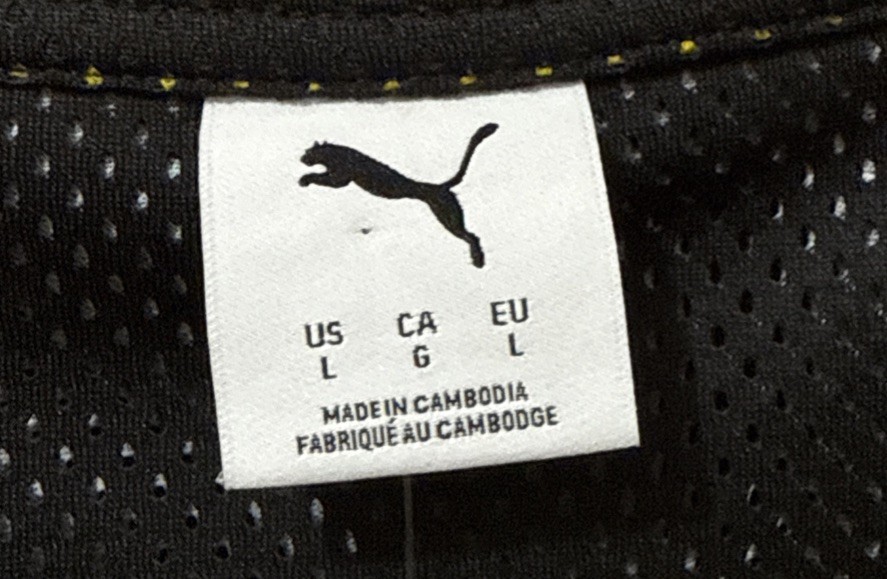 US CA EU
L G L
MADE IN CAMBODIA
FABRIQUÉ AU CAMBODGE